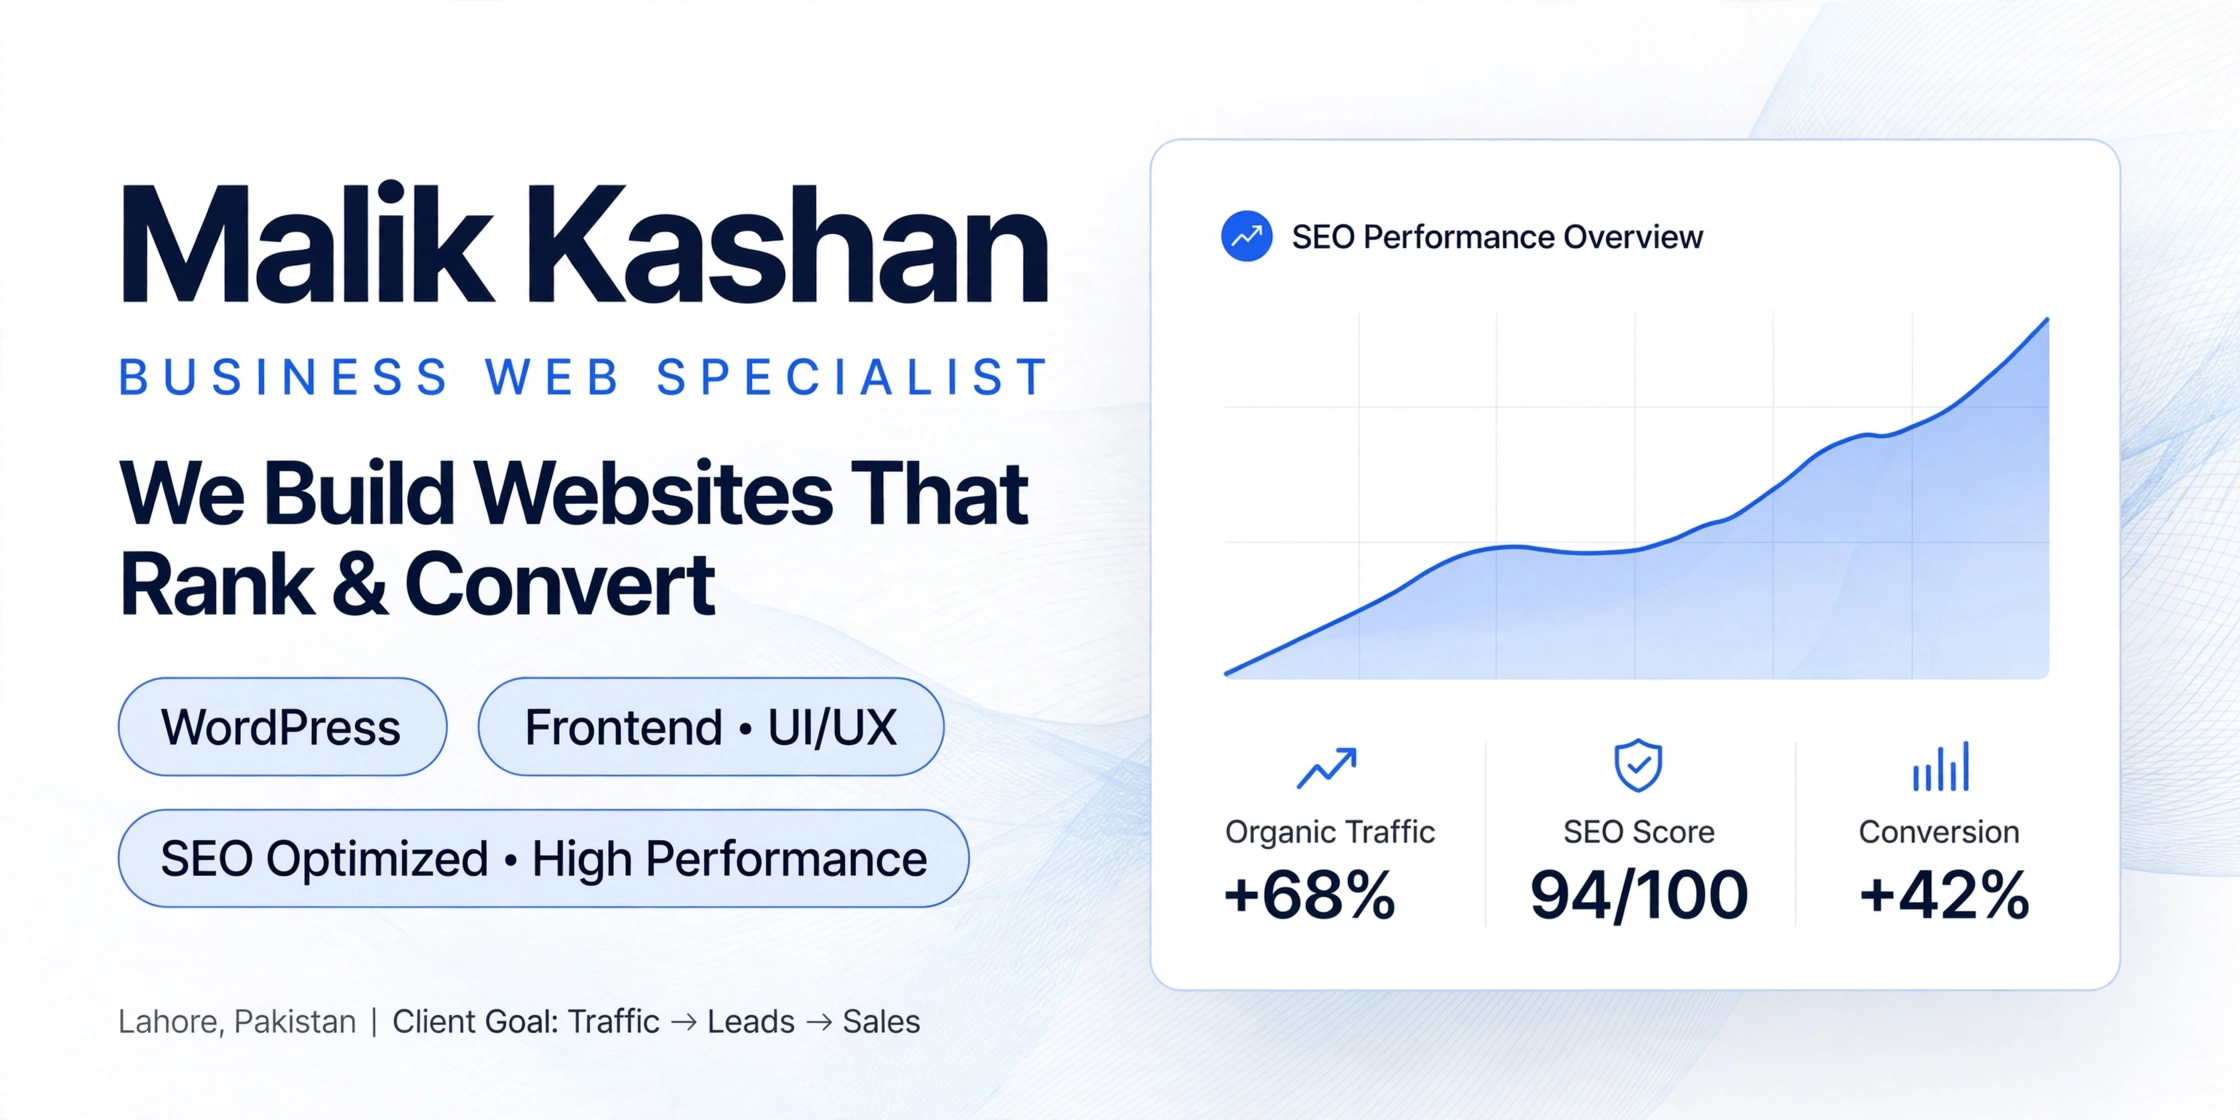 Malik Kashan
BUSINESS WEB SPECIALIST
We Build Websites That
Rank & Convert
WordPress
Frontend • UI/UX
SEO Optimized • High Performance
Lahore, Pakistan | Client Goal: Traffic → Leads → Sales
SEO Performance Overview
Organic Traffic
+68%
SEO Score
94/100
Conversion
+42%